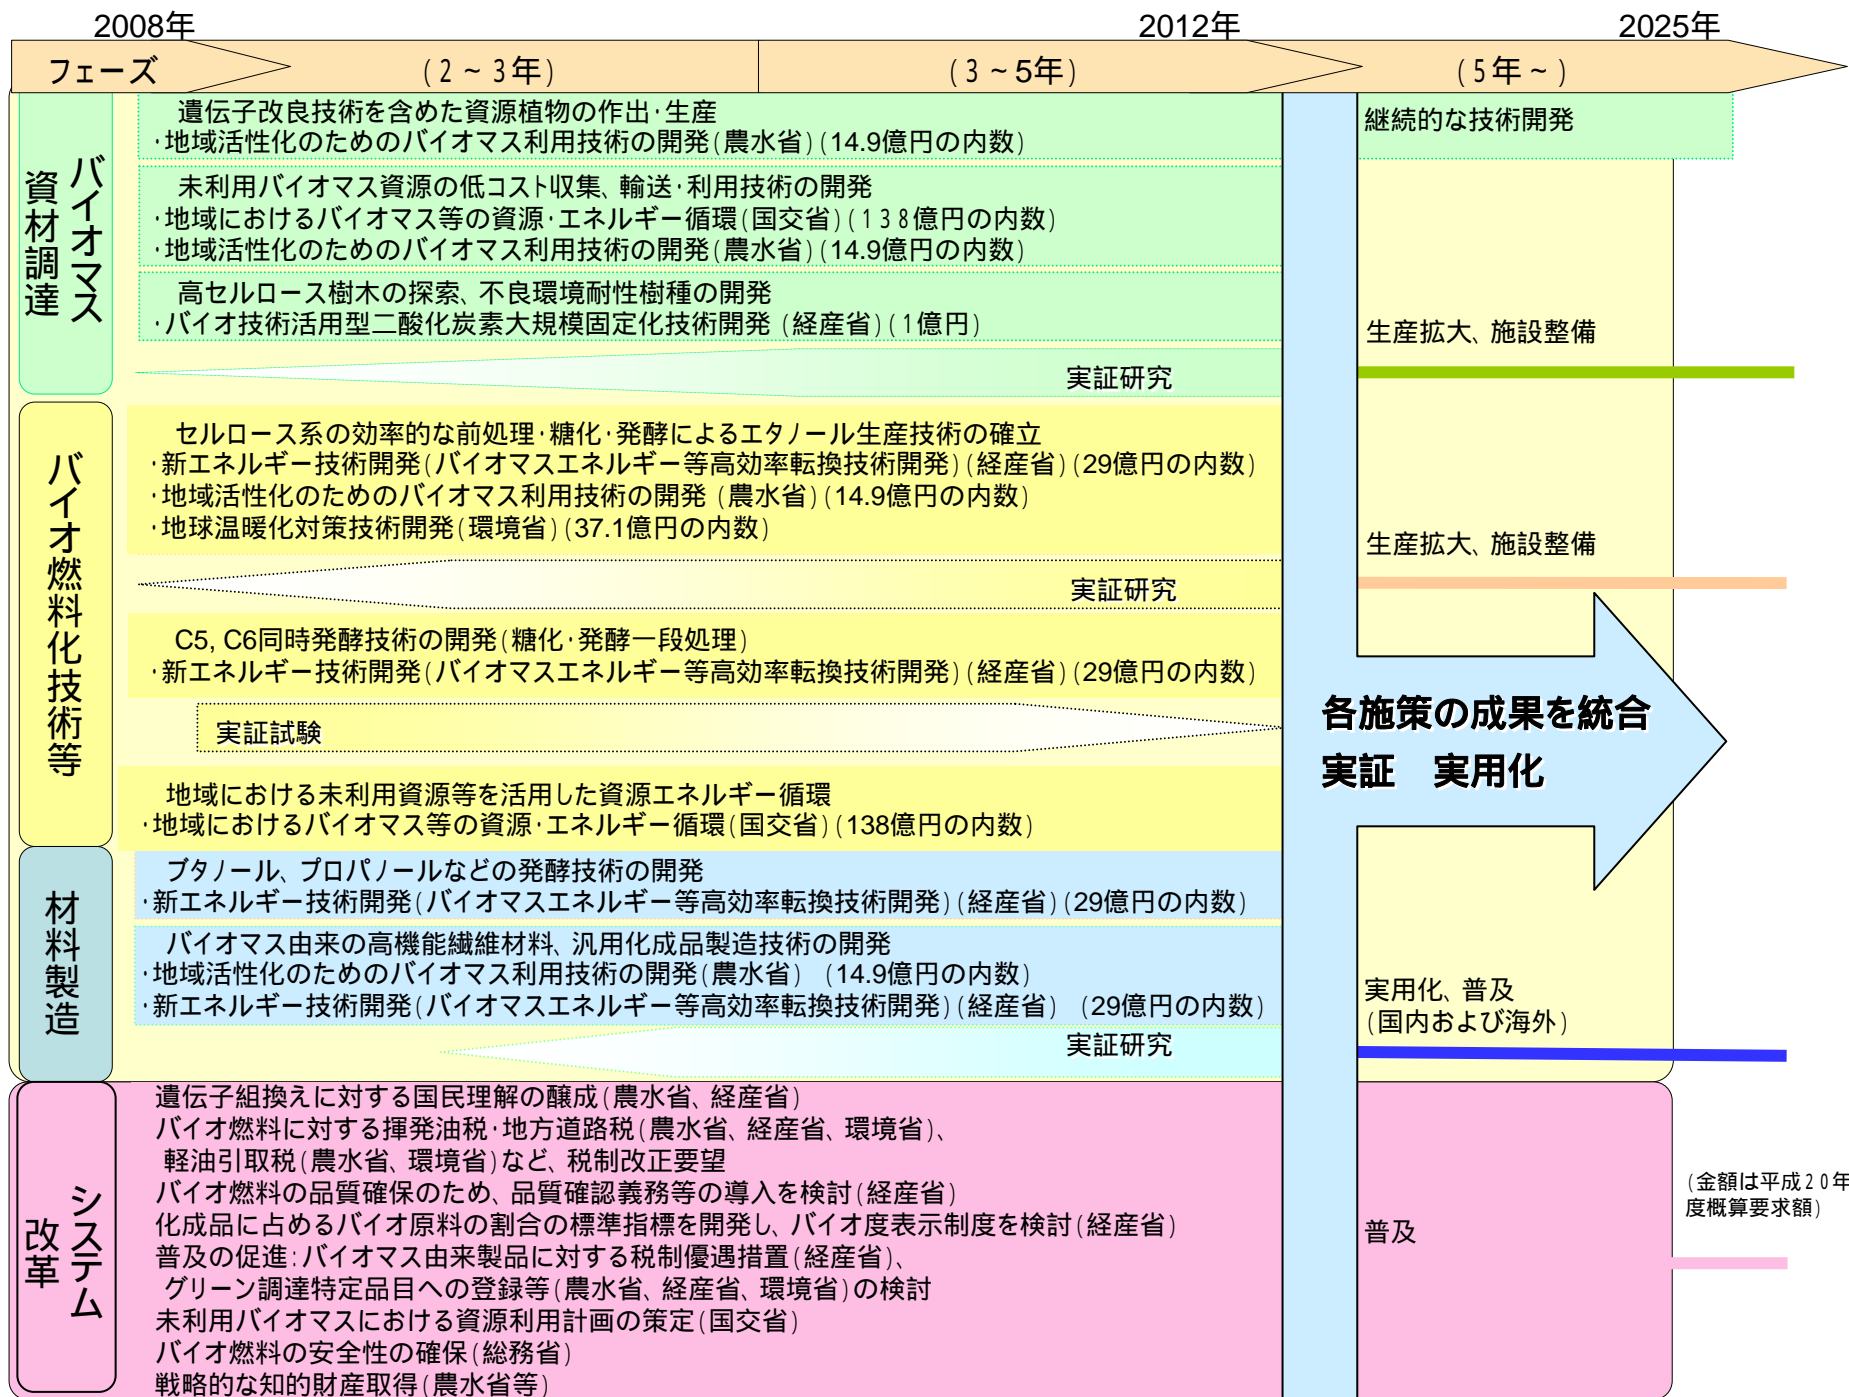 2008年
2012年
2025年
フェーズ
(2～3年)
(3～5年)
(5年～)
バイオマス
資材調達
遺伝子改良技術を含めた資源植物の作出･生産
･地域活性化のためのバイオマス利用技術の開発(農水省)(14.9億円の内数)
継続的な技術開発
未利用バイオマス資源の低コスト収集、輸送･利用技術の開発
･地域におけるバイオマス等の資源･エネルギー循環(国交省)(138億円の内数)
･地域活性化のためのバイオマス利用技術の開発(農水省)(14.9億円の内数)
高セルロース樹木の探索、不良環境耐性樹種の開発
･バイオ技術活用型二酸化炭素大規模固定化技術開発 (経産省)(1億円)
実証研究
生産拡大、施設整備
バイオ燃料化技術等
セルロース系の効率的な前処理･糖化･発酵によるエタノール生産技術の確立
･新エネルギー技術開発(バイオマスエネルギー等高効率転換技術開発)(経産省)(29億円の内数)
･地域活性化のためのバイオマス利用技術の開発 (農水省)(14.9億円の内数)
･地球温暖化対策技術開発(環境省)(37.1億円の内数)
実証研究
生産拡大、施設整備
C5, C6同時発酵技術の開発(糖化･発酵一段処理)
･新エネルギー技術開発(バイオマスエネルギー等高効率転換技術開発)(経産省)(29億円の内数)
実証試験
地域における未利用資源等を活用した資源エネルギー循環
･地域におけるバイオマス等の資源･エネルギー循環(国交省)(138億円の内数)
各施策の成果を統合
実証　実用化
材料製造
ブタノール、プロパノールなどの発酵技術の開発
･新エネルギー技術開発(バイオマスエネルギー等高効率転換技術開発)(経産省)(29億円の内数)
バイオマス由来の高機能繊維材料、汎用化成品製造技術の開発
･地域活性化のためのバイオマス利用技術の開発(農水省) (14.9億円の内数)
･新エネルギー技術開発(バイオマスエネルギー等高効率転換技術開発)(経産省) (29億円の内数)
実証研究
実用化、普及
(国内および海外)
システム
改革
遺伝子組換えに対する国民理解の醸成(農水省、経産省)
バイオ燃料に対する揮発油税･地方道路税(農水省、経産省、環境省)、
軽油引取税(農水省、環境省)など、税制改正要望
バイオ燃料の品質確保のため、品質確認義務等の導入を検討(経産省)
化成品に占めるバイオ原料の割合の標準指標を開発し、バイオ度表示制度を検討(経産省)
普及の促進:バイオマス由来製品に対する税制優遇措置(経産省)、
グリーン調達特定品目への登録等(農水省、経産省、環境省)の検討
未利用バイオマスにおける資源利用計画の策定(国交省)
バイオ燃料の安全性の確保(総務省)
戦略的な知的財産取得(農水省等)
普及
(金額は平成20年
度概算要求額)